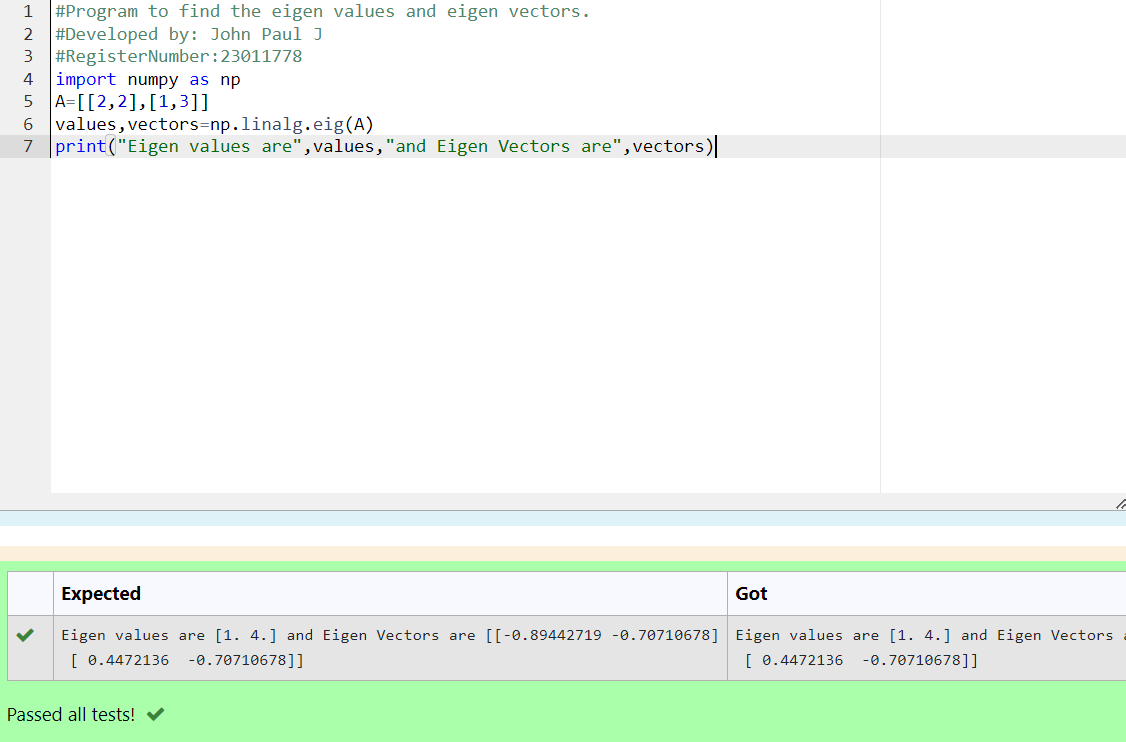 1 #Program to find the eigen values and eigen vectors.
2 #Developed by: John Paul J
3 #RegisterNumber:23011778
4 import numpy as np
5 A=[[2,2],[1,3]]
6 values,vectors=np.linalg.eig(A)
7 print("Eigen values are",values,"and Eigen Vectors are",vectors)
Expected Got
Eigen values are [1. 4.] and Eigen Vectors are [[-0.89442719 -0.70710678] Eigen values are [1. 4.] and Eigen Vectors
[ 0.4472136  -0.70710678]] [ 0.4472136  -0.70710678]]
Passed all tests!